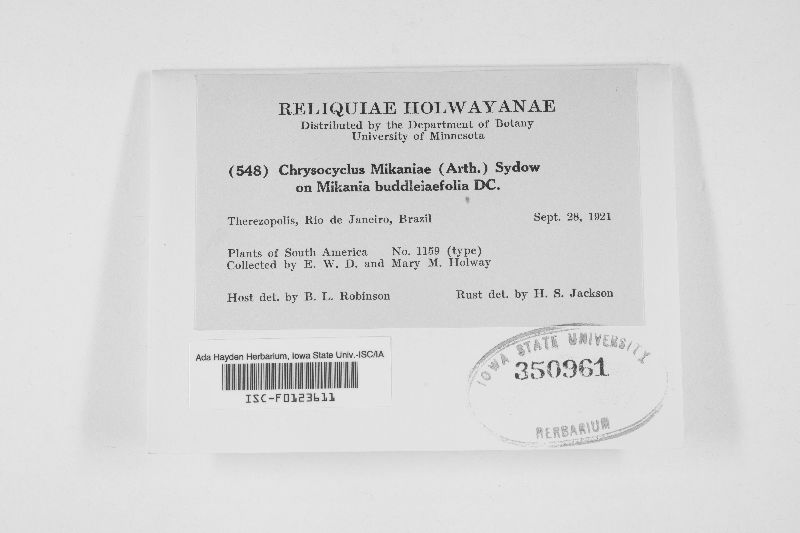 RELIQUIAE HOLWAYANAE
Distributed by the Department of Botany
University of Minnesota
(548) Chrysocyclus Mikaniae (Arth.) Sydow
on Mikania buddleiaefolia DC.
Therezopolis, Rio de Janeiro, Brazil Sept. 28, 1921
Plants of South America No. 1159 (type)
Collected by E. W. D. and Mary M. Holway
Host det. by B. L. Robinson Rust det. by H. S. Jackson
Ada Hayden Herbarium, Iowa State Univ.-ISC/IA
ISC-F0123611
IOWA STATE UNIVERSITY
350961
HERBARIUM